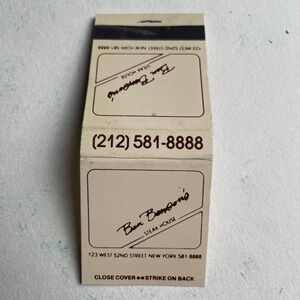 123 WEST 52ND STREET NEW YORK 581 8888
STEAK HOUSE
Ben Benson's
(212) 581-8888
Ben Benson's
STEAK HOUSE
123 WEST 52ND STREET NEW YORK 581 8888
CLOSE COVER •• STRIKE ON BACK